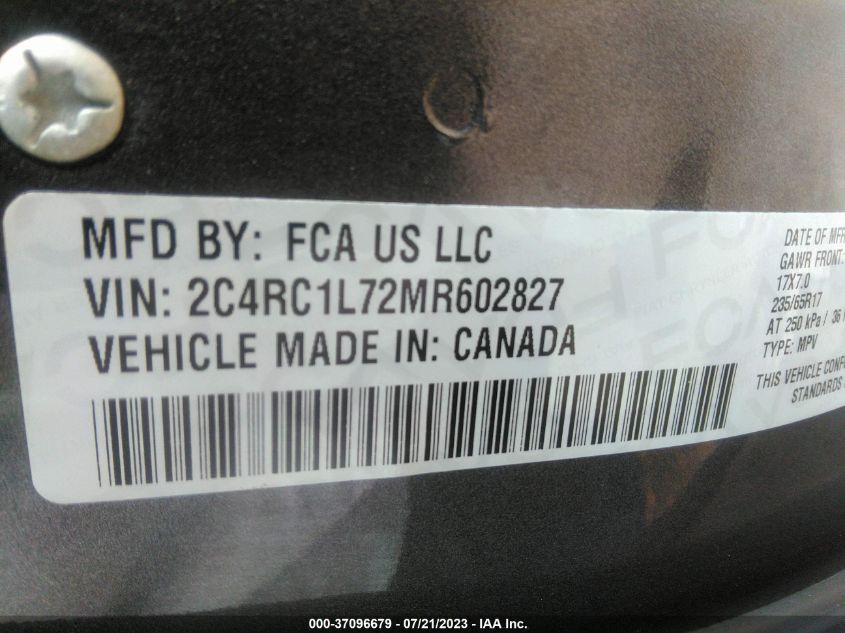 MFD BY: FCA US LLC
VIN: 2C4RC1L72MR602827
VEHICLE MADE IN: CANADA
DATE OF MFR
GAWR FRONT:
17X7.0
235/65R17
AT 250 kPa / 36
TYPE: MPV
THIS VEHICLE
STANDARDS
000-37096679 / 07/21/2023 - IAA Inc.